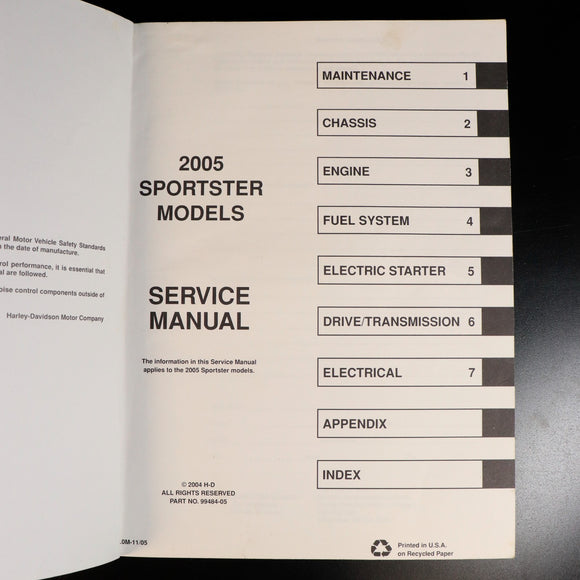 eral Motor Vehicle Safety Standards
the date of manufacture.
rol performance, it is essential that
al are followed.
oise control components outside of
Harley-Davidson Motor Company
2005
SPORTSTER
MODELS
SERVICE
MANUAL
The information in this Service Manual
applies to the 2005 Sportster models.
© 2004 H-D
ALL RIGHTS RESERVED
PART NO. 99484-05
.0M-11/05
MAINTENANCE 1
CHASSIS 2
ENGINE 3
FUEL SYSTEM 4
ELECTRIC STARTER 5
DRIVE/TRANSMISSION 6
ELECTRICAL 7
APPENDIX
INDEX
Printed in U.S.A.
on Recycled Paper